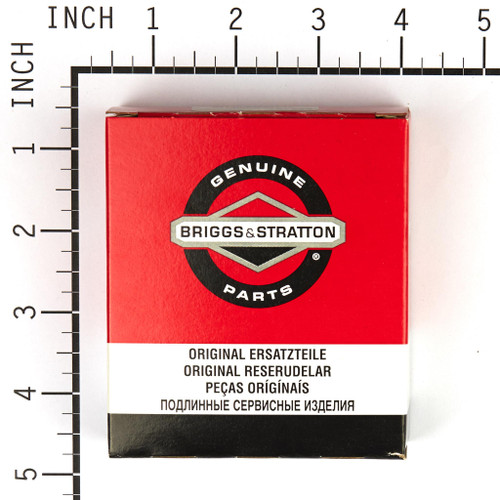 INCH 1 2 3 4 5
INCH
1
2
3
4
5
GENUINE
BRIGGS&STRATTON
®
PARTS
ORIGINAL ERSATZTEILE
ORIGINAL RESERUDELAR
PEÇAS ORÍGÍNAÍS
ПОДЛИННЫЕ СЕРВИСНЫЕ ИЗДЕЛИЯ